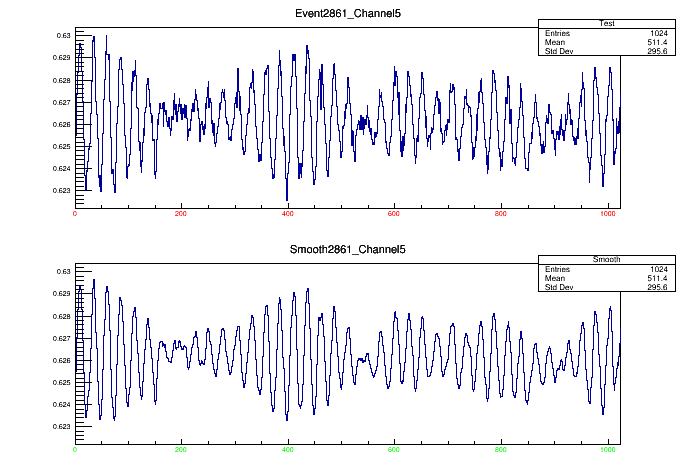 Event2861_Channel5
Test
Entries 1024
Mean 511.4
Std Dev 295.6
0.63
0.629
0.628
0.627
0.626
0.625
0.624
0.623
0 200 400 600 800 1000
Smooth2861_Channel5
Smooth
Entries 1024
Mean 511.4
Std Dev 295.6
0.63
0.629
0.628
0.627
0.626
0.625
0.624
0.623
0 200 400 600 800 1000